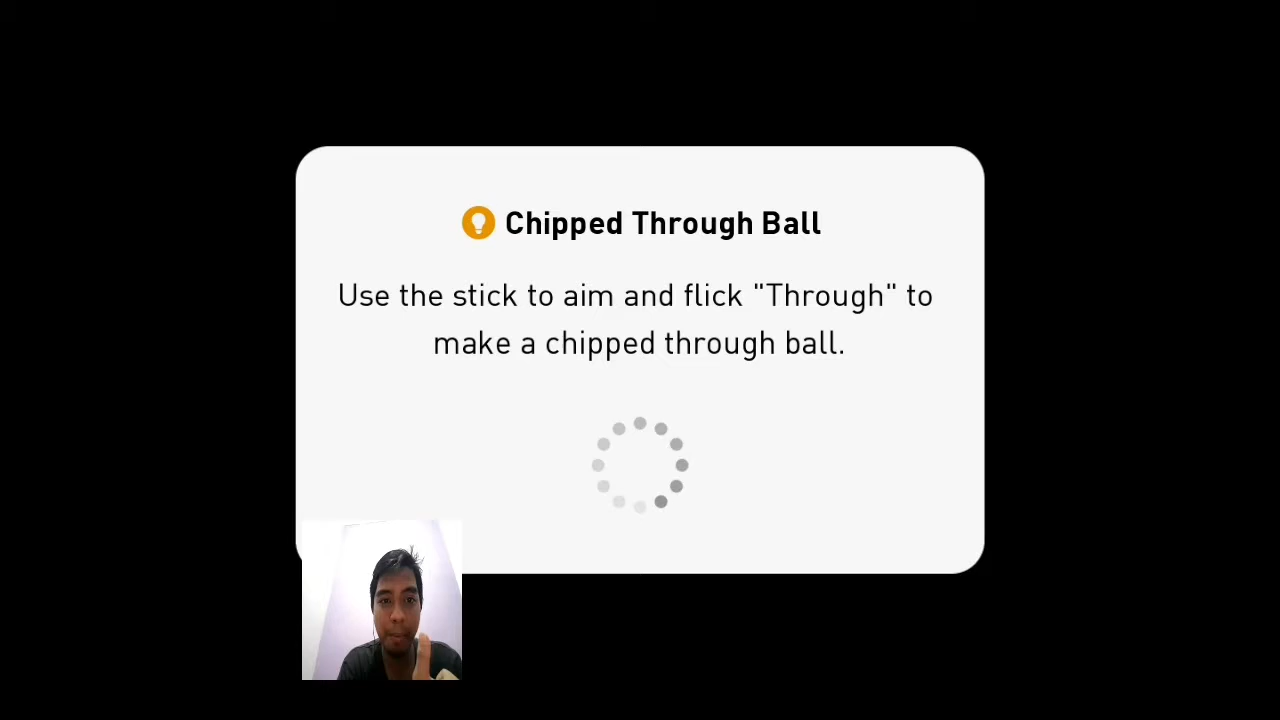 Chipped Through Ball
Use the stick to aim and flick "Through" to
make a chipped through ball.